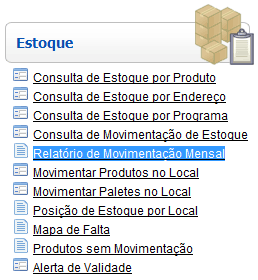 Estoque
Consulta de Estoque por Produto
Consulta de Estoque por Endereço
Consulta de Estoque por Programa
Consulta de Movimentação de Estoque
Relatório de Movimentação Mensal
Movimentar Produtos no Local
Movimentar Paletes no Local
Posição de Estoque por Local
Mapa de Falta
Produtos sem Movimentação
Alerta de Validade